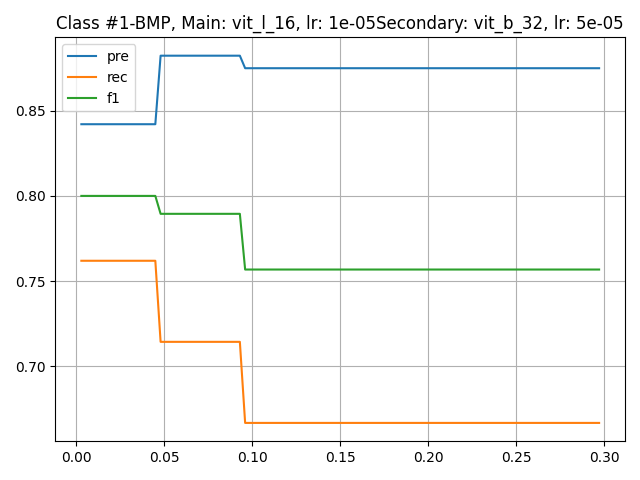 Class #1-BMP, Main: vit_l_16, lr: 1e-05Secondary: vit_b_32, lr: 5e-05
pre
rec
f1
0.85
0.80
0.75
0.70
0.00 0.05 0.10 0.15 0.20 0.25 0.30